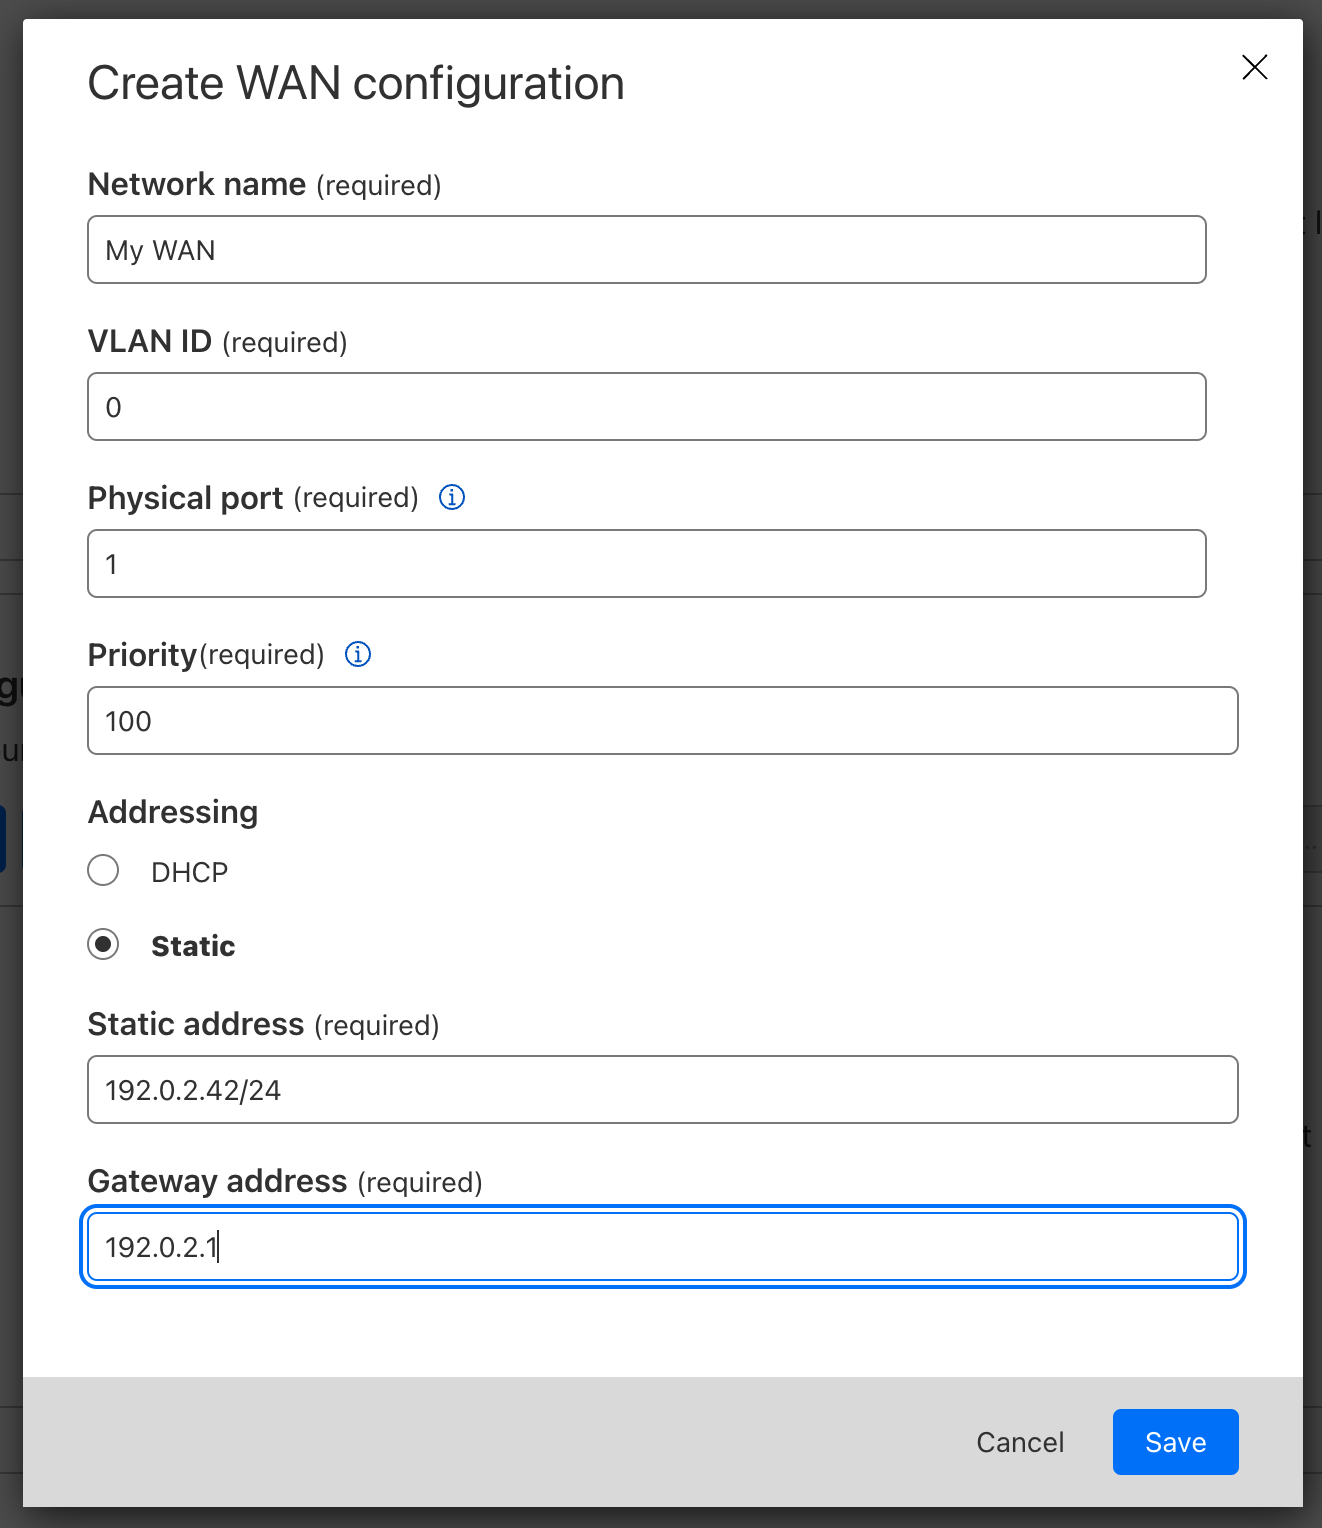 Create WAN configuration
Network name (required)
My WAN
VLAN ID (required)
0
Physical port (required)
1
Priority(required)
100
Addressing
DHCP
Static
Static address (required)
192.0.2.42/24
Gateway address (required)
192.0.2.1
Cancel
Save